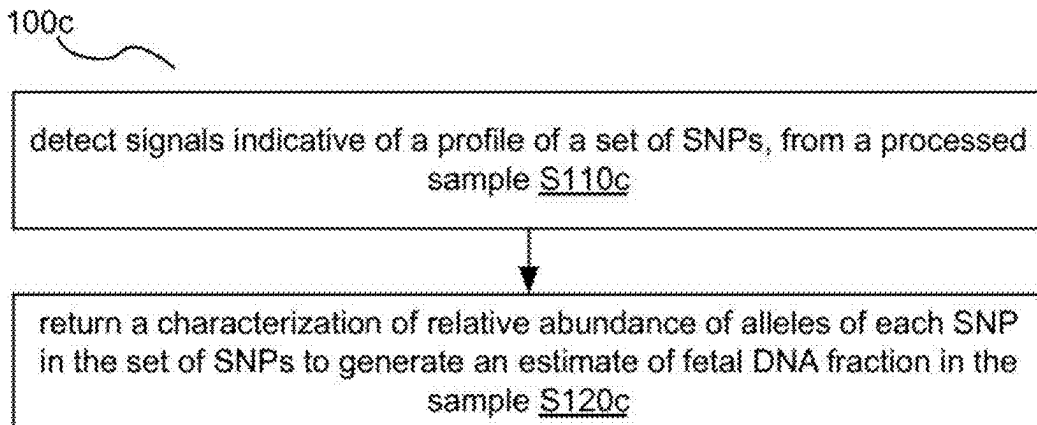 100c
detect signals indicative of a profile of a set of SNPs, from a processed
sample S110c
return a characterization of relative abundance of alleles of each SNP
in the set of SNPs to generate an estimate of fetal DNA fraction in the
sample S120c